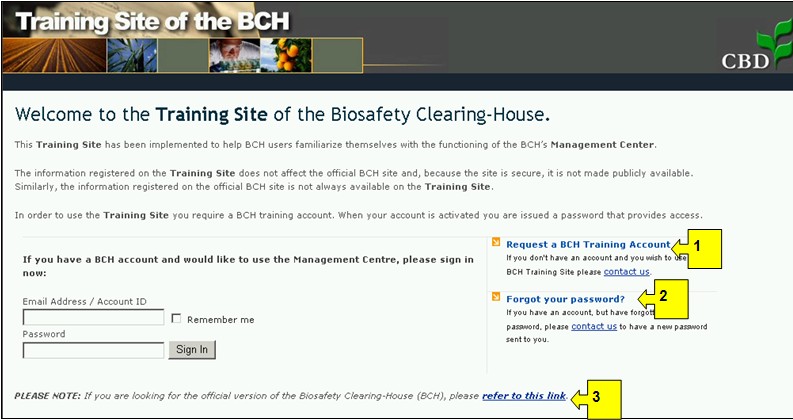 Training Site of the BCH
CBD
Welcome to the Training Site of the Biosafety Clearing-House.
This Training Site has been implemented to help BCH users familiarize themselves with the functioning of the BCH's Management Center.
The information registered on the Training Site does not affect the official BCH site and, because the site is secure, it is not made publicly available.
Similarly, the information registered on the official BCH site is not always available on the Training Site.
In order to use the Training Site you require a BCH training account. When your account is activated you are issued a password that provides access.
If you have a BCH account and would like to use the Management Centre, please sign in
now:
Email Address / Account ID
Remember me
Password
Sign In
Request a BCH Training Account
1
If you don't have an account and you wish to use
BCH Training Site please contact us.
Forgot your password?
2
If you have an account, but have
password, please contact us to have a new password
sent to you.
PLEASE NOTE: If you are looking for the official version of the Biosafety Clearing-House (BCH), please refer to this link.
3